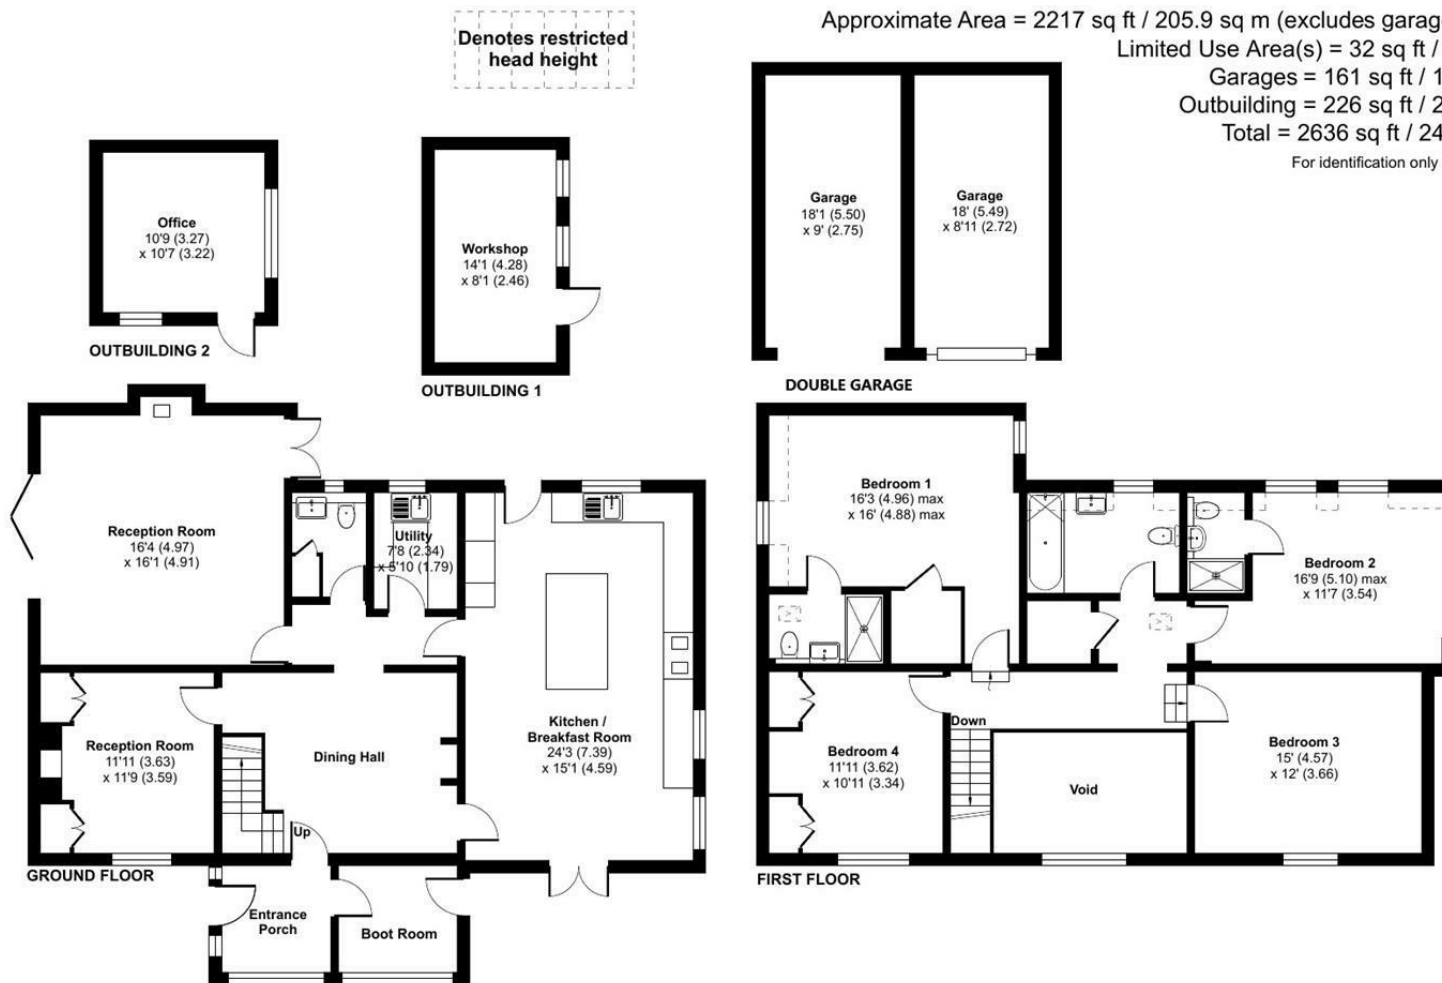 Denotes restricted
head height
Approximate Area = 2217 sq ft / 205.9 sq m (excludes garag
Limited Use Area(s) = 32 sq ft /
Garages = 161 sq ft / 1
Outbuilding = 226 sq ft / 2
Total = 2636 sq ft / 24
For identification only
Office
10'9 (3.27)
x 10'7 (3.22)
OUTBUILDING 2
Workshop
14'1 (4.28)
x 8'1 (2.46)
OUTBUILDING 1
Garage
18'1 (5.50)
x 9' (2.75)
Garage
18' (5.49)
x 8'11 (2.72)
DOUBLE GARAGE
Reception Room
16'4 (4.97)
x 16'1 (4.91)
Utility
7'8 (2.34)
x 5'10 (1.79)
Kitchen /
Breakfast Room
24'3 (7.39)
x 15'1 (4.59)
Reception Room
11'11 (3.63)
x 11'9 (3.59)
Dining Hall
Up
GROUND FLOOR
Entrance
Porch
Boot Room
Bedroom 1
16'3 (4.96) max
x 16' (4.88) max
Bedroom 2
16'9 (5.10) max
x 11'7 (3.54)
Down
Bedroom 4
11'11 (3.62)
x 10'11 (3.34)
Void
Bedroom 3
15' (4.57)
x 12' (3.66)
FIRST FLOOR